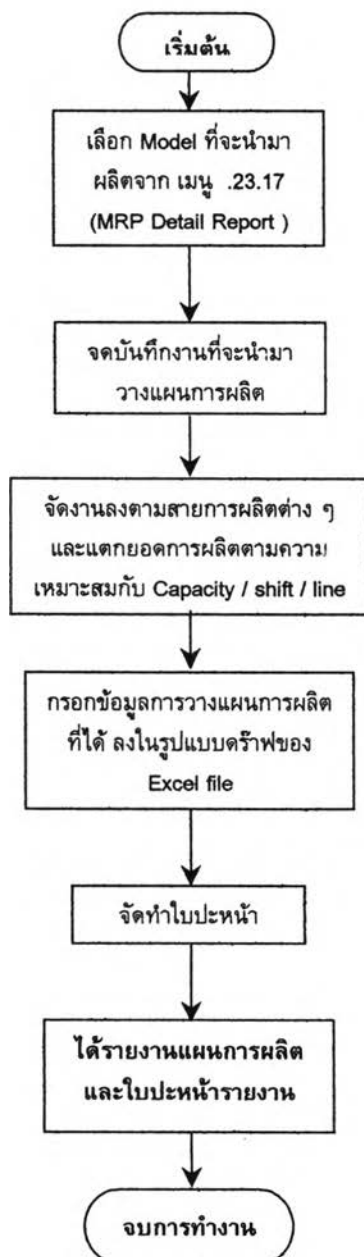 เริ่มต้น
เลือก Model ที่จะนำมา
ผลิตจาก เมนู .23.17
(MRP Detail Report )
จดบันทึกงานที่จะนำมา
วางแผนการผลิต
จัดงานลงตามสายการผลิตต่าง ๆ
และแตกยอดการผลิตตามความ
เหมาะสมกับ Capacity / shift / line
กรอกข้อมูลการวางแผนการผลิต
ที่ได้ ลงในรูปแบบดร๊าฟของ
Excel file
จัดทำใบปะหน้า
ได้รายงานแผนการผลิต
และใบปะหน้ารายงาน
จบการทำงาน